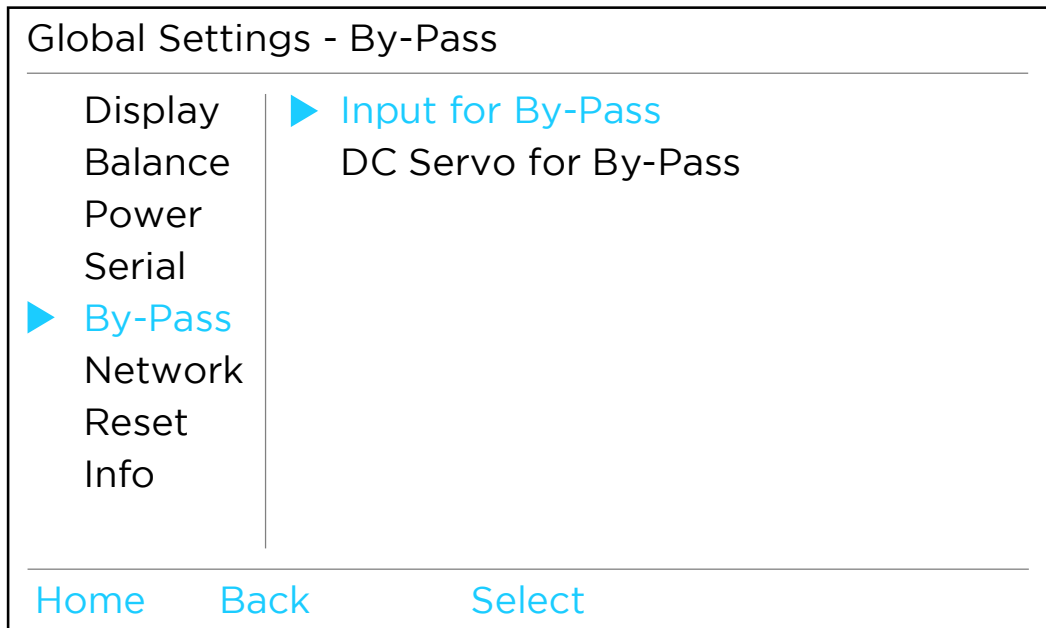 Global Settings - By-Pass
Display
Balance
Power
Serial
By-Pass
Network
Reset
Info
Input for By-Pass
DC Servo for By-Pass
Home Back Select